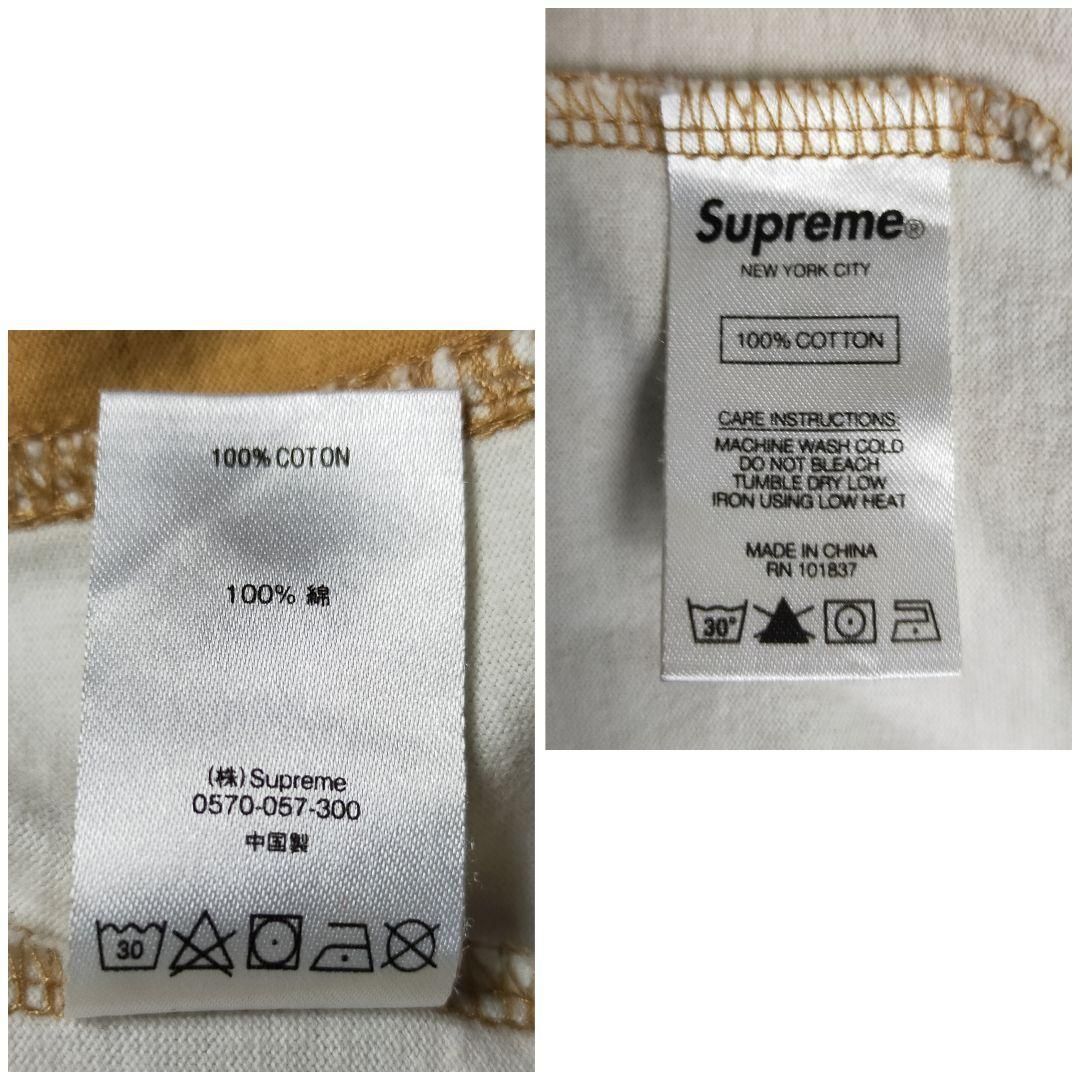 Supreme®
NEW YORK CITY
100% COTTON
CARE INSTRUCTIONS:
MACHINE WASH COLD
DO NOT BLEACH
TUMBLE DRY LOW
IRON USING LOW HEAT
MADE IN CHINA
RN 101837
30°
100% COTON
100% 綿
(株)Supreme
0570-057-300
中国製
30